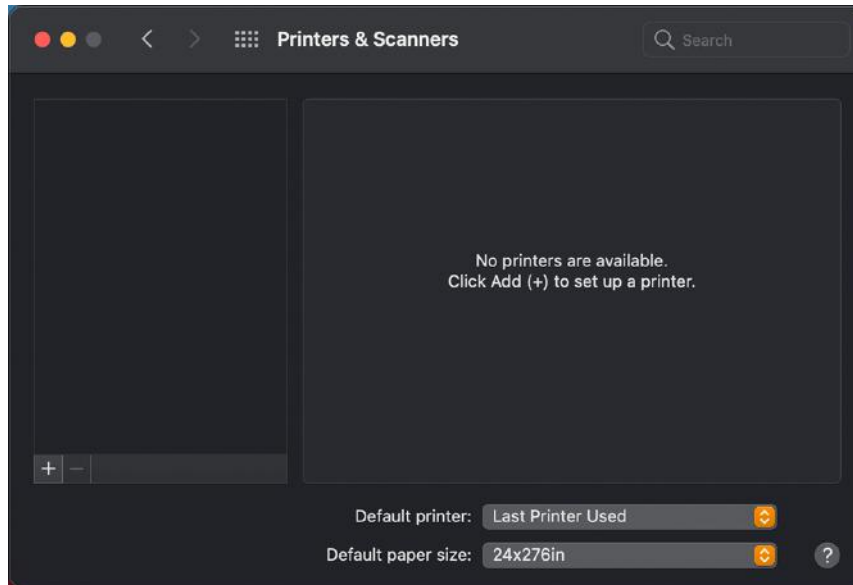 Printers & Scanners
Search
No printers are available.
Click Add (+) to set up a printer.
+ −
Default printer: Last Printer Used
Default paper size: 24x276in ?